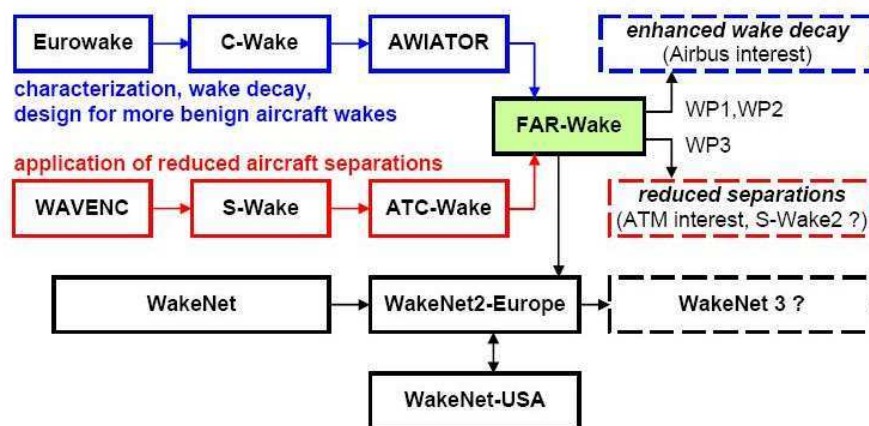 Eurowake
C-Wake
AWIATOR
enhanced wake decay
(Airbus interest)
characterization, wake decay,
design for more benign aircraft wakes
FAR-Wake
WP1,WP2
WP3
application of reduced aircraft separations
WAVENC
S-Wake
ATC-Wake
reduced separations
(ATM interest, S-Wake2 ?)
WakeNet
WakeNet2-Europe
WakeNet 3 ?
WakeNet-USA